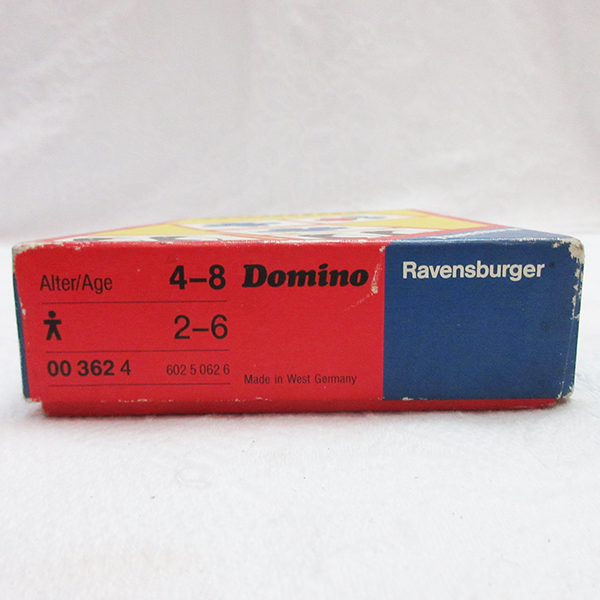 Alter/Age 4–8 Domino Ravensburger
2–6
00 362 4 602 5 062 6 Made in West Germany